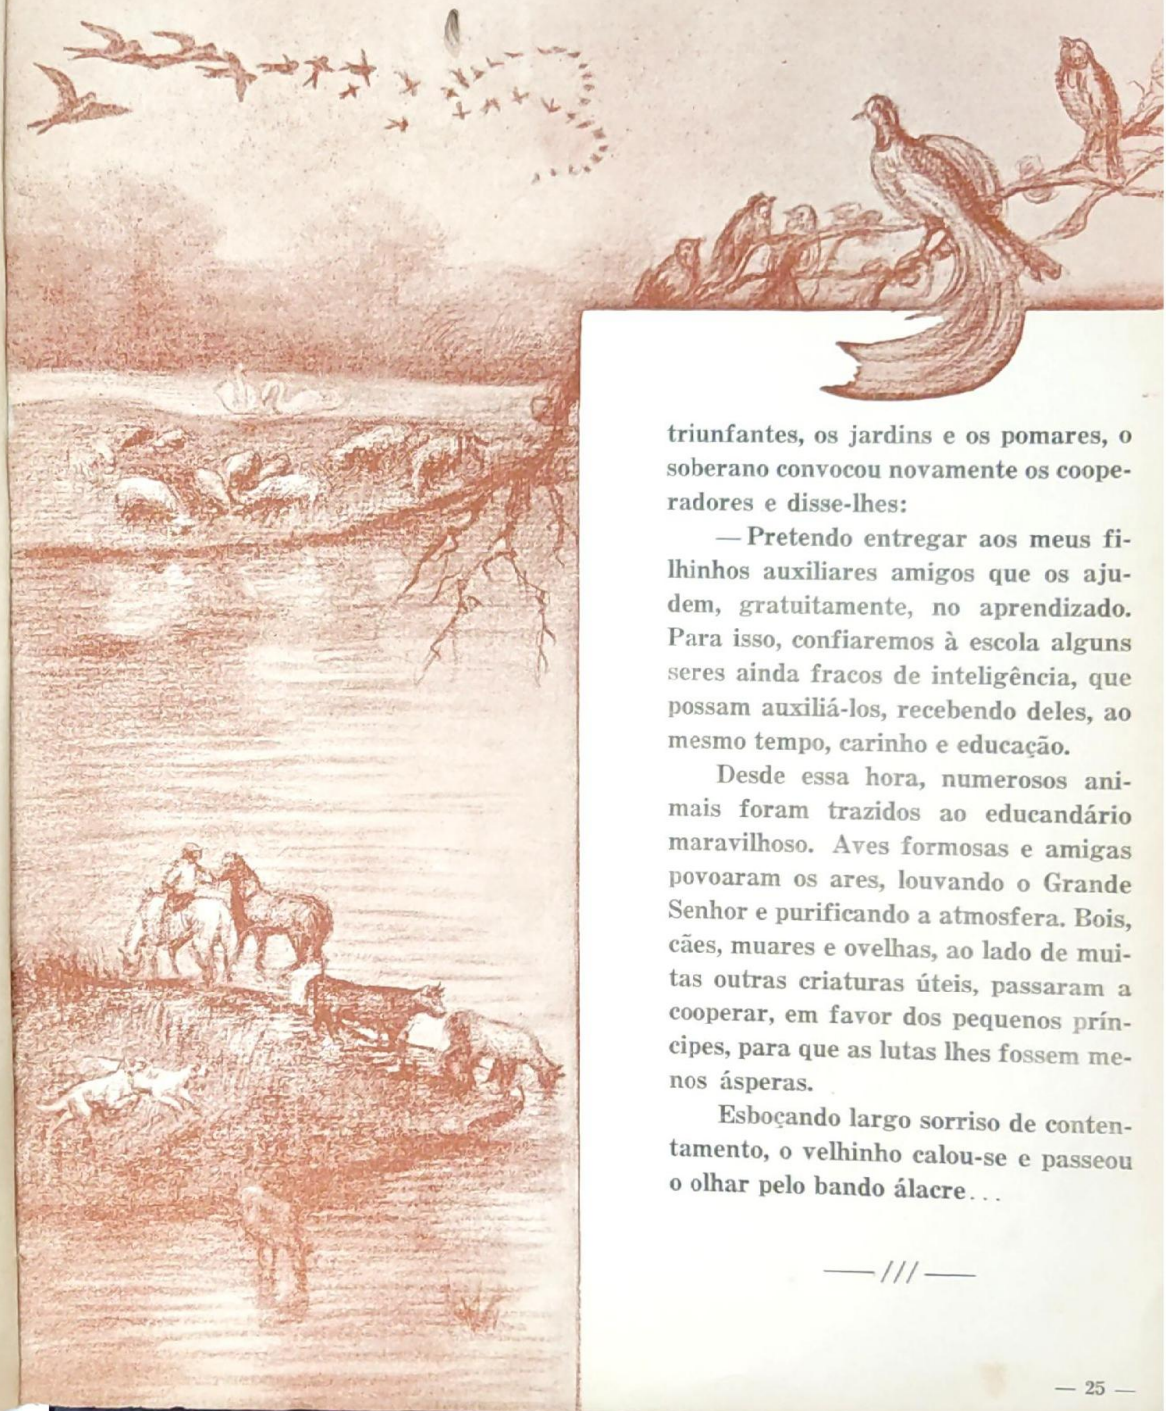 triunfantes, os jardins e os pomares, o
soberano convocou novamente os coope-
radores e disse-lhes:
— Pretendo entregar aos meus fi-
lhinhos auxiliares amigos que os aju-
dem, gratuitamente, no aprendizado.
Para isso, confiaremos à escola alguns
seres ainda fracos de inteligência, que
possam auxiliá-los, recebendo deles, ao
mesmo tempo, carinho e educação.
Desde essa hora, numerosos ani-
mais foram trazidos ao educandário
maravilhoso. Aves formosas e amigas
povoaram os ares, louvando o Grande
Senhor e purificando a atmosfera. Bois,
cães, muares e ovelhas, ao lado de mui-
tas outras criaturas úteis, passaram a
cooperar, em favor dos pequenos prín-
cipes, para que as lutas lhes fossem me-
nos ásperas.
Esboçando largo sorriso de conten-
tamento, o velhinho calou-se e passeou
o olhar pelo bando álacre...
—///—
— 25 —